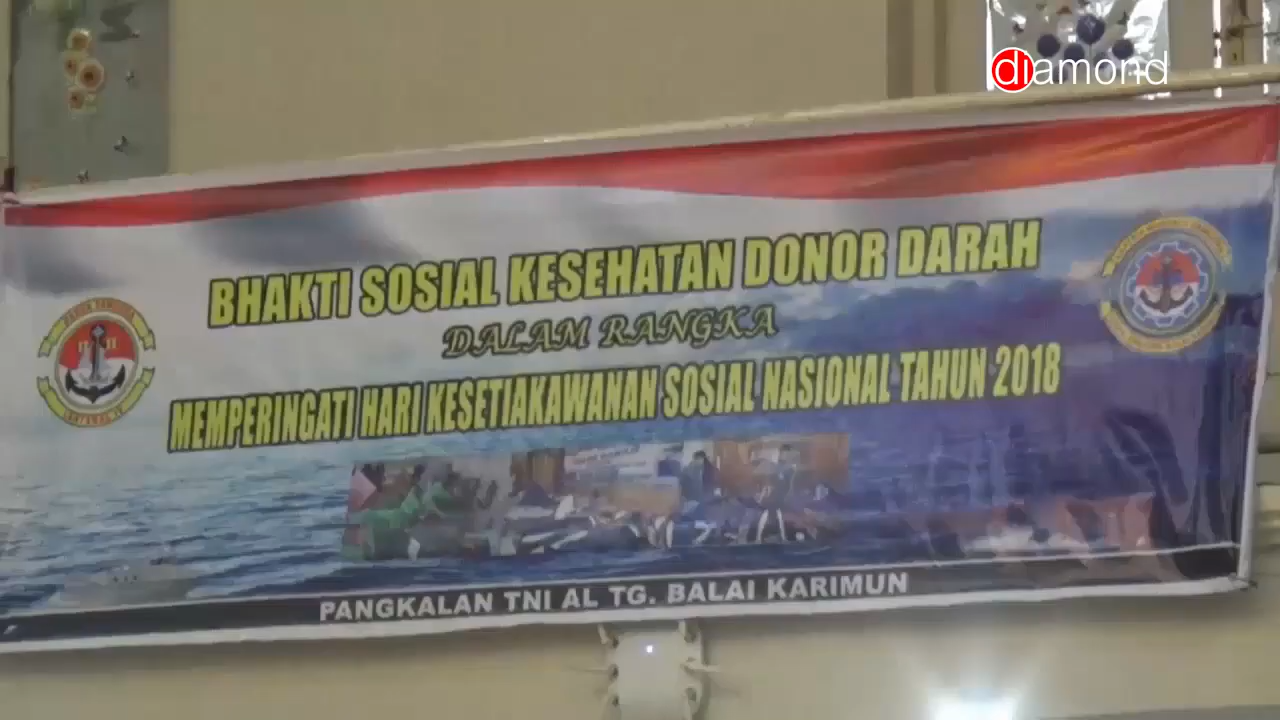 diamond
BHAKTI SOSIAL KESEHATAN DONOR DARAH
DALAM RANGKA
MEMPERINGATI HARI KESETIAKAWANAN SOSIAL NASIONAL TAHUN 2018
PANGKALAN TNI AL TG. BALAI KARIMUN